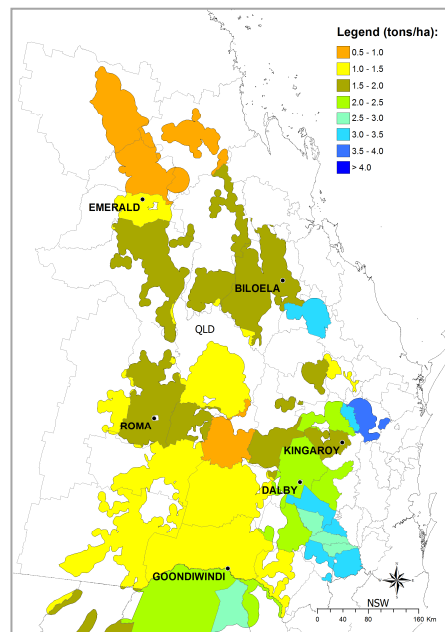 Legend (tons/ha):
0.5 - 1.0
1.0 - 1.5
1.5 - 2.0
2.0 - 2.5
2.5 - 3.0
3.0 - 3.5
3.5 - 4.0
> 4.0
EMERALD
BILOELA
QLD
ROMA
KINGAROY
DALBY
GOONDIWINDI
NSW
0 40 80 160 Km